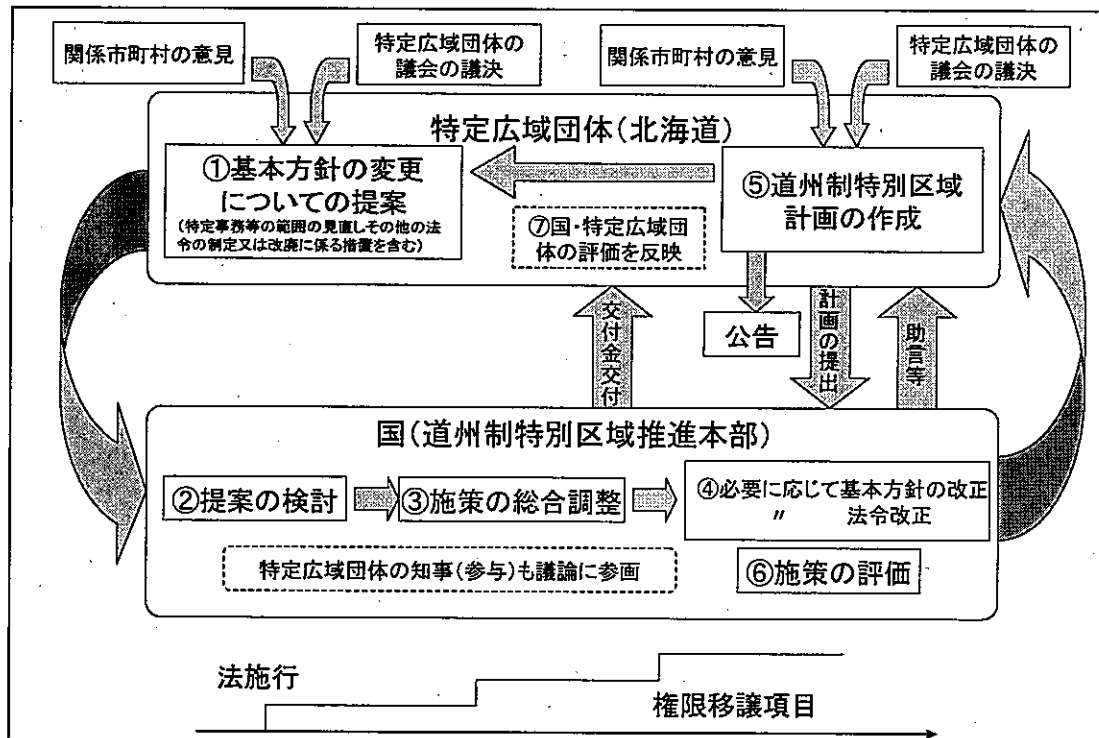 関係市町村の意見
特定広域団体の
議会の議決
関係市町村の意見
特定広域団体の
議会の議決
特定広域団体(北海道)
①基本方針の変更
についての提案
(特定事務等の範囲の見直しその他の法
令の制定又は改廃に係る措置を含む)
⑦国・特定広域団
体の評価を反映
⑤道州制特別区域
計画の作成
交付金交付
公告
計画の提出
助言等
国(道州制特別区域推進本部)
②提案の検討
③施策の総合調整
④必要に応じて基本方針の改正
〃 法令改正
特定広域団体の知事(参与)も議論に参画
⑥施策の評価
法施行
権限移譲項目